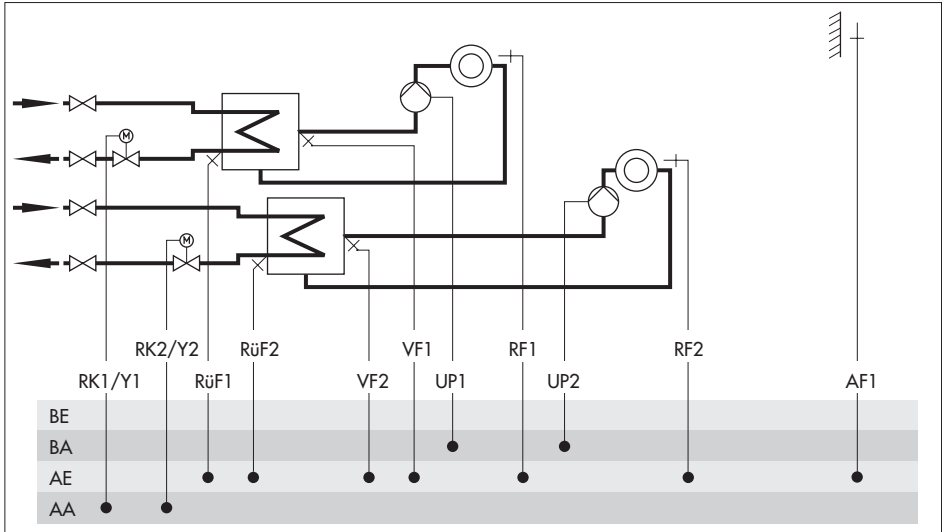 M
M
RK2/Y2 RüF2 VF1 RF1 RF2
RK1/Y1 RüF1 VF2 UP1 UP2 AF1
BE
BA
AE
AA